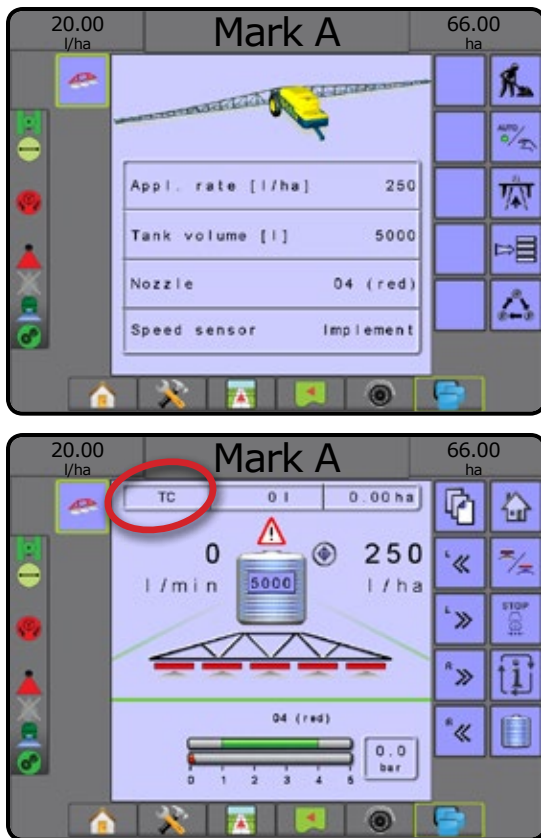 20.00 Mark A 66.00
l/ha ha
AUTO
Appl. rate [l/ha] 250
Tank volume [l] 5000
Nozzle 04 (red)
Speed sensor Implement
20.00 Mark A 66.00
l/ha ha
TC 0 l 0.00 ha
0 250
l/min 5000 l/ha
L L R R
STOP
i
04 (red)
0.0
bar
0 1 2 3 4 5